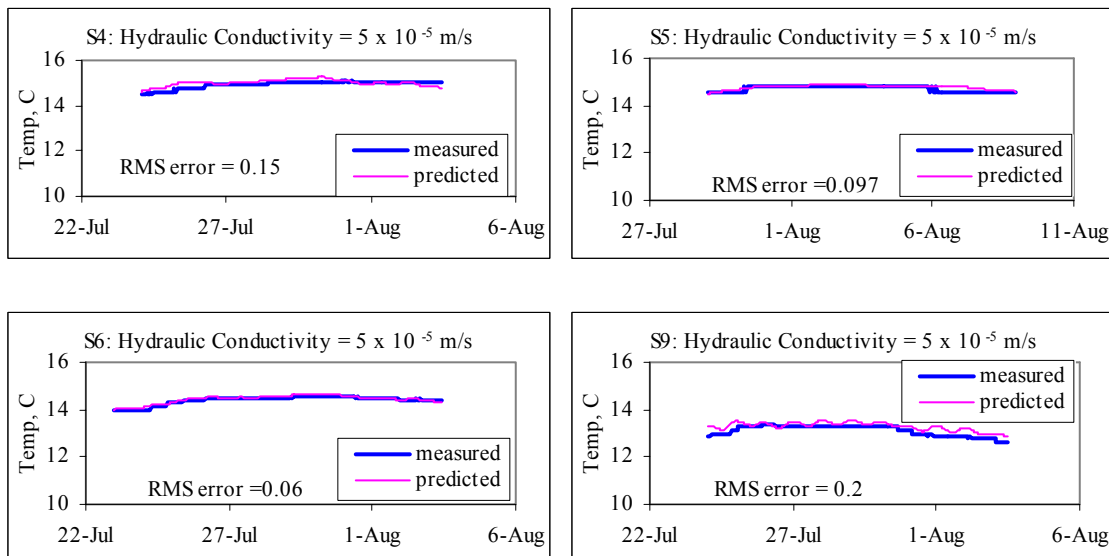 S4: Hydraulic Conductivity = 5 x 10 -5 m/s
16
14
12
10
Temp, C
measured
predicted
RMS error = 0.15
22-Jul 27-Jul 1-Aug 6-Aug
S5: Hydraulic Conductivity = 5 x 10 -5 m/s
16
14
12
10
Temp, C
measured
predicted
RMS error =0.097
27-Jul 1-Aug 6-Aug 11-Aug
S6: Hydraulic Conductivity = 5 x 10 -5 m/s
16
14
12
10
Temp, C
measured
predicted
RMS error =0.06
22-Jul 27-Jul 1-Aug 6-Aug
S9: Hydraulic Conductivity = 5 x 10 -5 m/s
16
14
12
10
Temp, C
measured
predicted
RMS error = 0.2
22-Jul 27-Jul 1-Aug 6-Aug